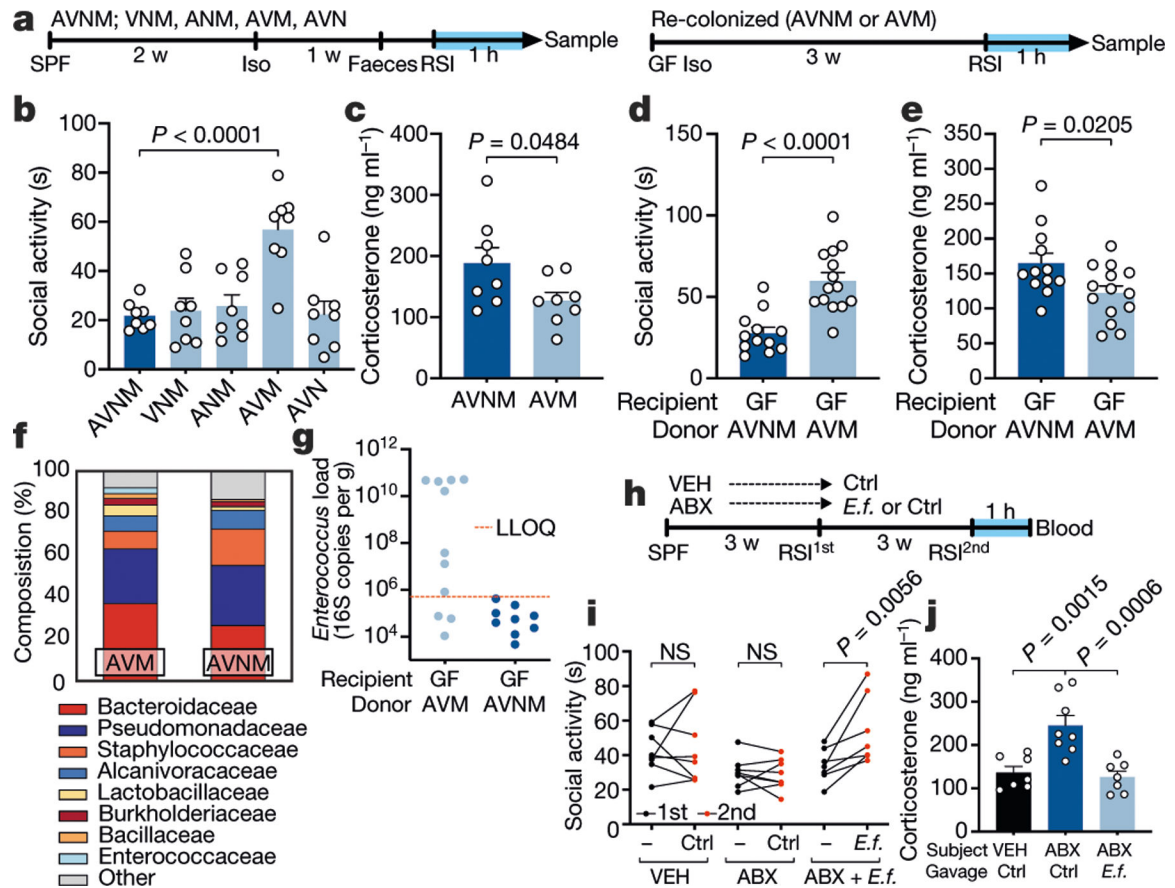 a
AVNM; VNM, ANM, AVM, AVN
SPF
2 w
Iso
1 w
Faeces
RSI
1 h
Sample
Re-colonized (AVNM or AVM)
GF Iso
3 w
RSI
1 h
Sample
b
Social activity (s)
100
80
60
40
20
0
P < 0.0001
AVNM
VNM
ANM
AVM
AVN
c
Corticosterone (ng ml⁻¹)
400
300
200
100
0
P = 0.0484
AVNM AVM
d
Social activity (s)
150
100
50
0
P < 0.0001
Recipient GF GF
Donor AVNM AVM
e
Corticosterone (ng ml⁻¹)
350
300
250
200
150
100
50
0
P = 0.0205
Recipient GF GF
Donor AVNM AVM
f
Composistion (%)
100
80
60
40
20
0
AVM AVNM
Bacteroidaceae
Pseudomonadaceae
Staphylococcaceae
Alcanivoracaceae
Lactobacillaceae
Burkholderiaceae
Bacillaceae
Enterococcaceae
Other
g
Enterococcus load
(16S copies per g)
10¹²
10¹⁰
10⁸
10⁶
10⁴
LLOQ
Recipient GF GF
Donor AVM AVNM
h
VEH Ctrl
ABX E.f. or Ctrl
SPF
3 w
RSI¹ˢᵗ
3 w
RSI²ⁿᵈ
1 h
Blood
i
Social activity (s)
100
80
60
40
20
0
NS
NS
P = 0.0056
1st 2nd
– Ctrl – Ctrl – E.f.
VEH ABX ABX + E.f.
j
Corticosterone (ng ml⁻¹)
400
300
200
100
0
P = 0.0015
P = 0.0006
Subject VEH ABX ABX
Gavage Ctrl Ctrl E.f.